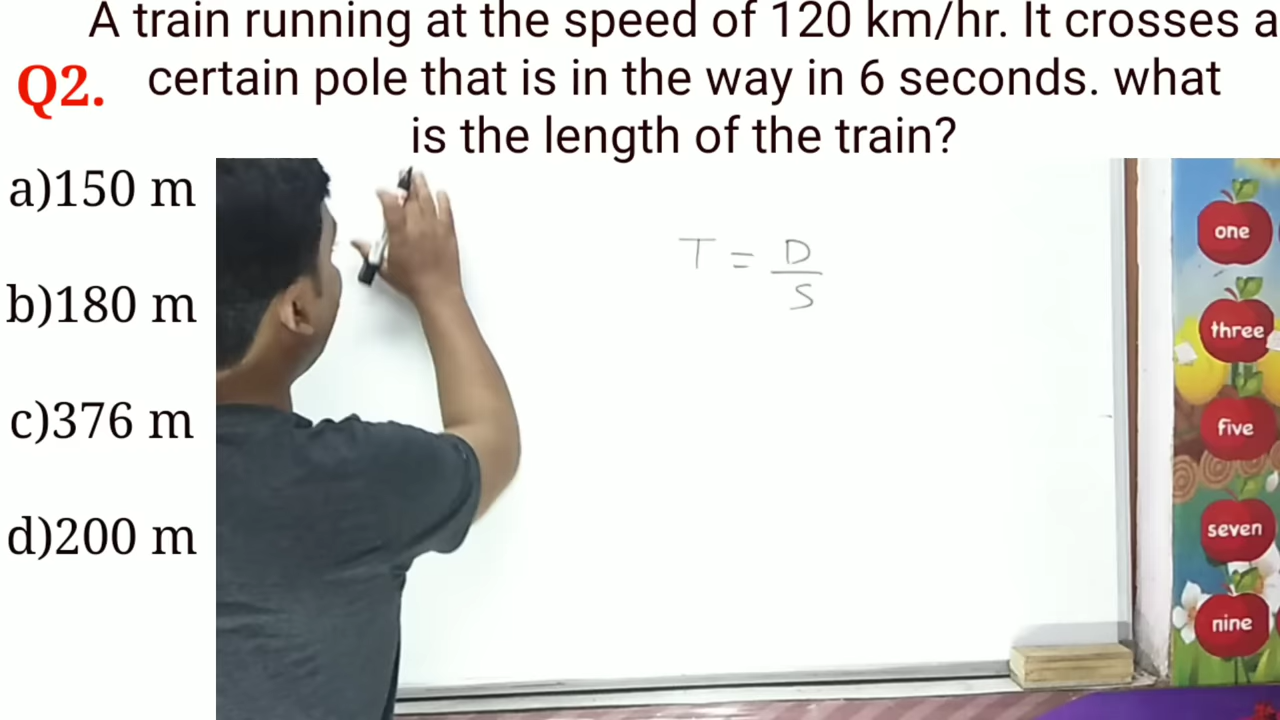 A train running at the speed of 120 km/hr. It crosses a
Q2. certain pole that is in the way in 6 seconds. what
is the length of the train?
a)150 m
b)180 m
c)376 m
d)200 m
T = D
S
one
three
five
seven
nine